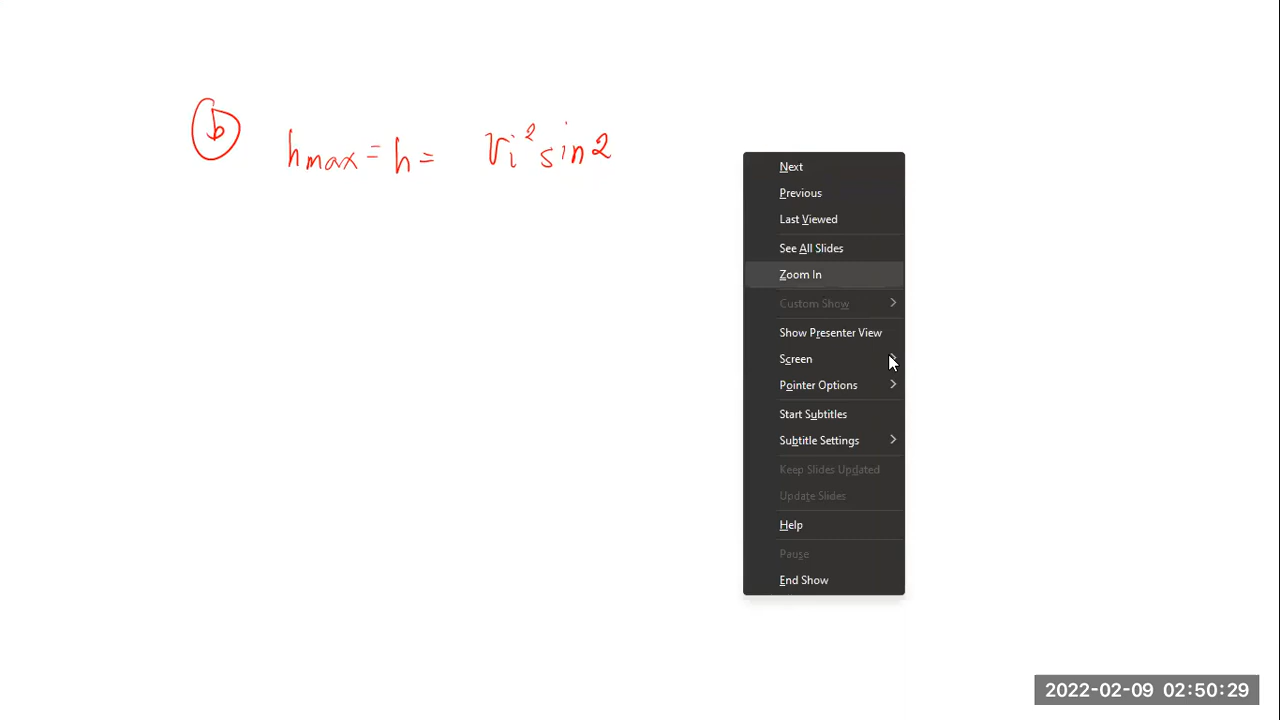 b hmax = h = Vi² sin2
Next
Previous
Last Viewed
See All Slides
Zoom In
Custom Show
Show Presenter View
Screen
Pointer Options
Start Subtitles
Subtitle Settings
Keep Slides Updated
Update Slides
Help
Pause
End Show
2022-02-09 02:50:29